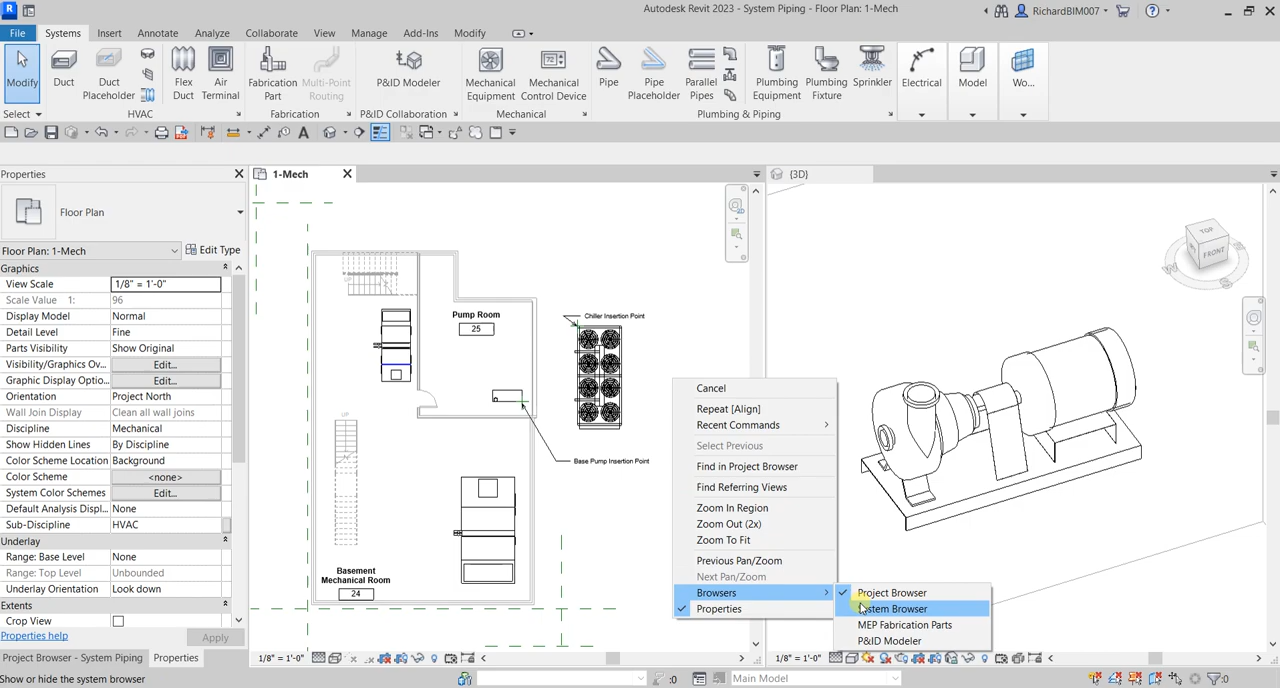 Autodesk Revit 2023 - System Piping - Floor Plan: 1-Mech
RichardBIM007
File Systems Insert Annotate Analyze Collaborate View Manage Add-Ins Modify
Modify
Duct
Duct Placeholder
Flex Duct
Air Terminal
Fabrication Part
Multi-Point Routing
P&ID Modeler
Mechanical Equipment
Mechanical Control Device
Pipe
Pipe Placeholder
Parallel Pipes
Plumbing Equipment
Plumbing Fixture
Sprinkler
Electrical
Model
Wo...
Select HVAC Fabrication P&ID Collaboration Mechanical Plumbing & Piping
Properties
1-Mech
{3D}
Floor Plan
Floor Plan: 1-Mech
Edit Type
Graphics
View Scale 1/8" = 1'-0"
Scale Value 1: 96
Display Model Normal
Detail Level Fine
Parts Visibility Show Original
Visibility/Graphics Ov... Edit...
Graphic Display Optio... Edit...
Orientation Project North
Wall Join Display Clean all wall joins
Discipline Mechanical
Show Hidden Lines By Discipline
Color Scheme Location Background
Color Scheme <none>
System Color Schemes Edit...
Default Analysis Displ... None
Sub-Discipline HVAC
Underlay
Range: Base Level None
Range: Top Level Unbounded
Underlay Orientation Look down
Extents
Crop View
Properties help
Apply
Project Browser - System Piping Properties
UP
Pump Room
25
Chiller Insertion Point
UP
Base Pump Insertion Point
Basement
Mechanical Room
24
TOP
FRONT
W
S
Cancel
Repeat [Align]
Recent Commands
Select Previous
Find in Project Browser
Find Referring Views
Zoom In Region
Zoom Out (2x)
Zoom To Fit
Previous Pan/Zoom
Next Pan/Zoom
Browsers
Properties
Project Browser
System Browser
MEP Fabrication Parts
P&ID Modeler
1/8" = 1'-0"
1/8" = 1'-0"
Show or hide the system browser
:0
Main Model
:0